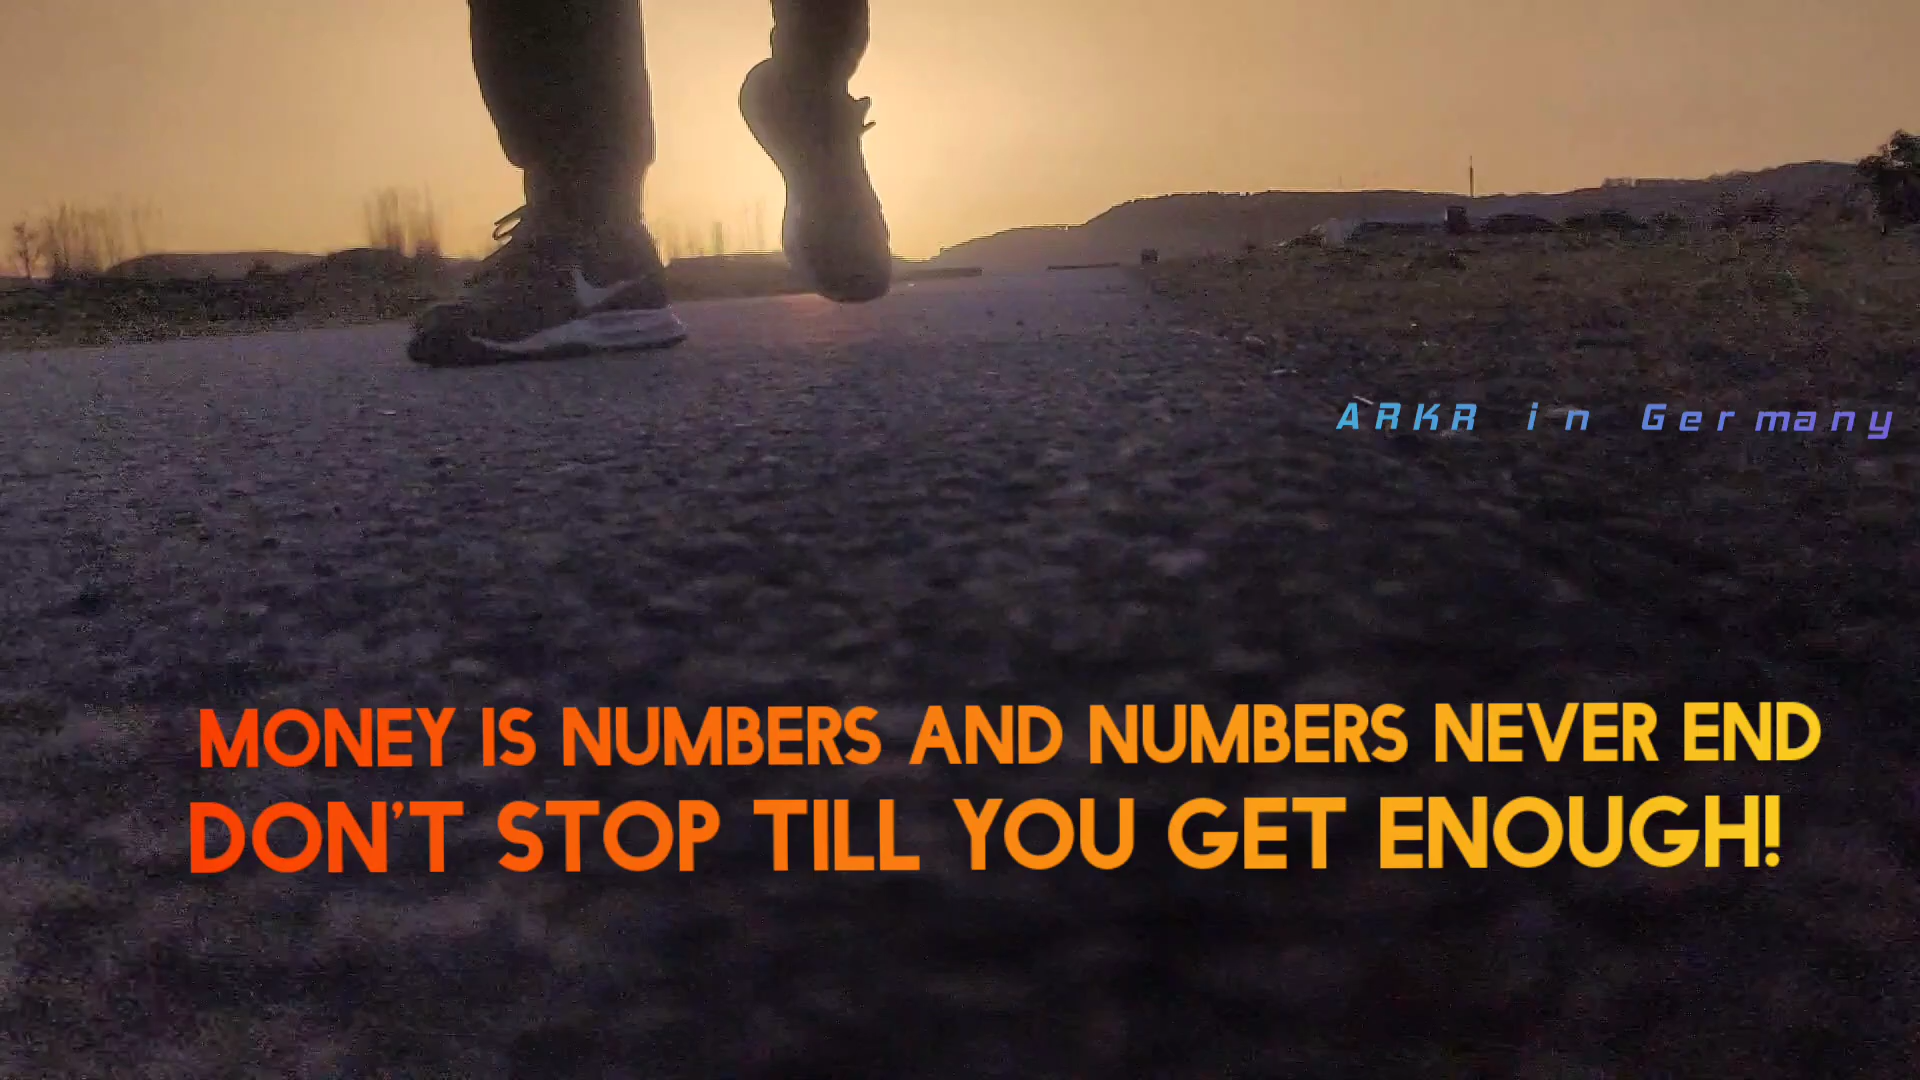 ARKR in Germany
MONEY IS NUMBERS AND NUMBERS NEVER END
DON'T STOP TILL YOU GET ENOUGH!